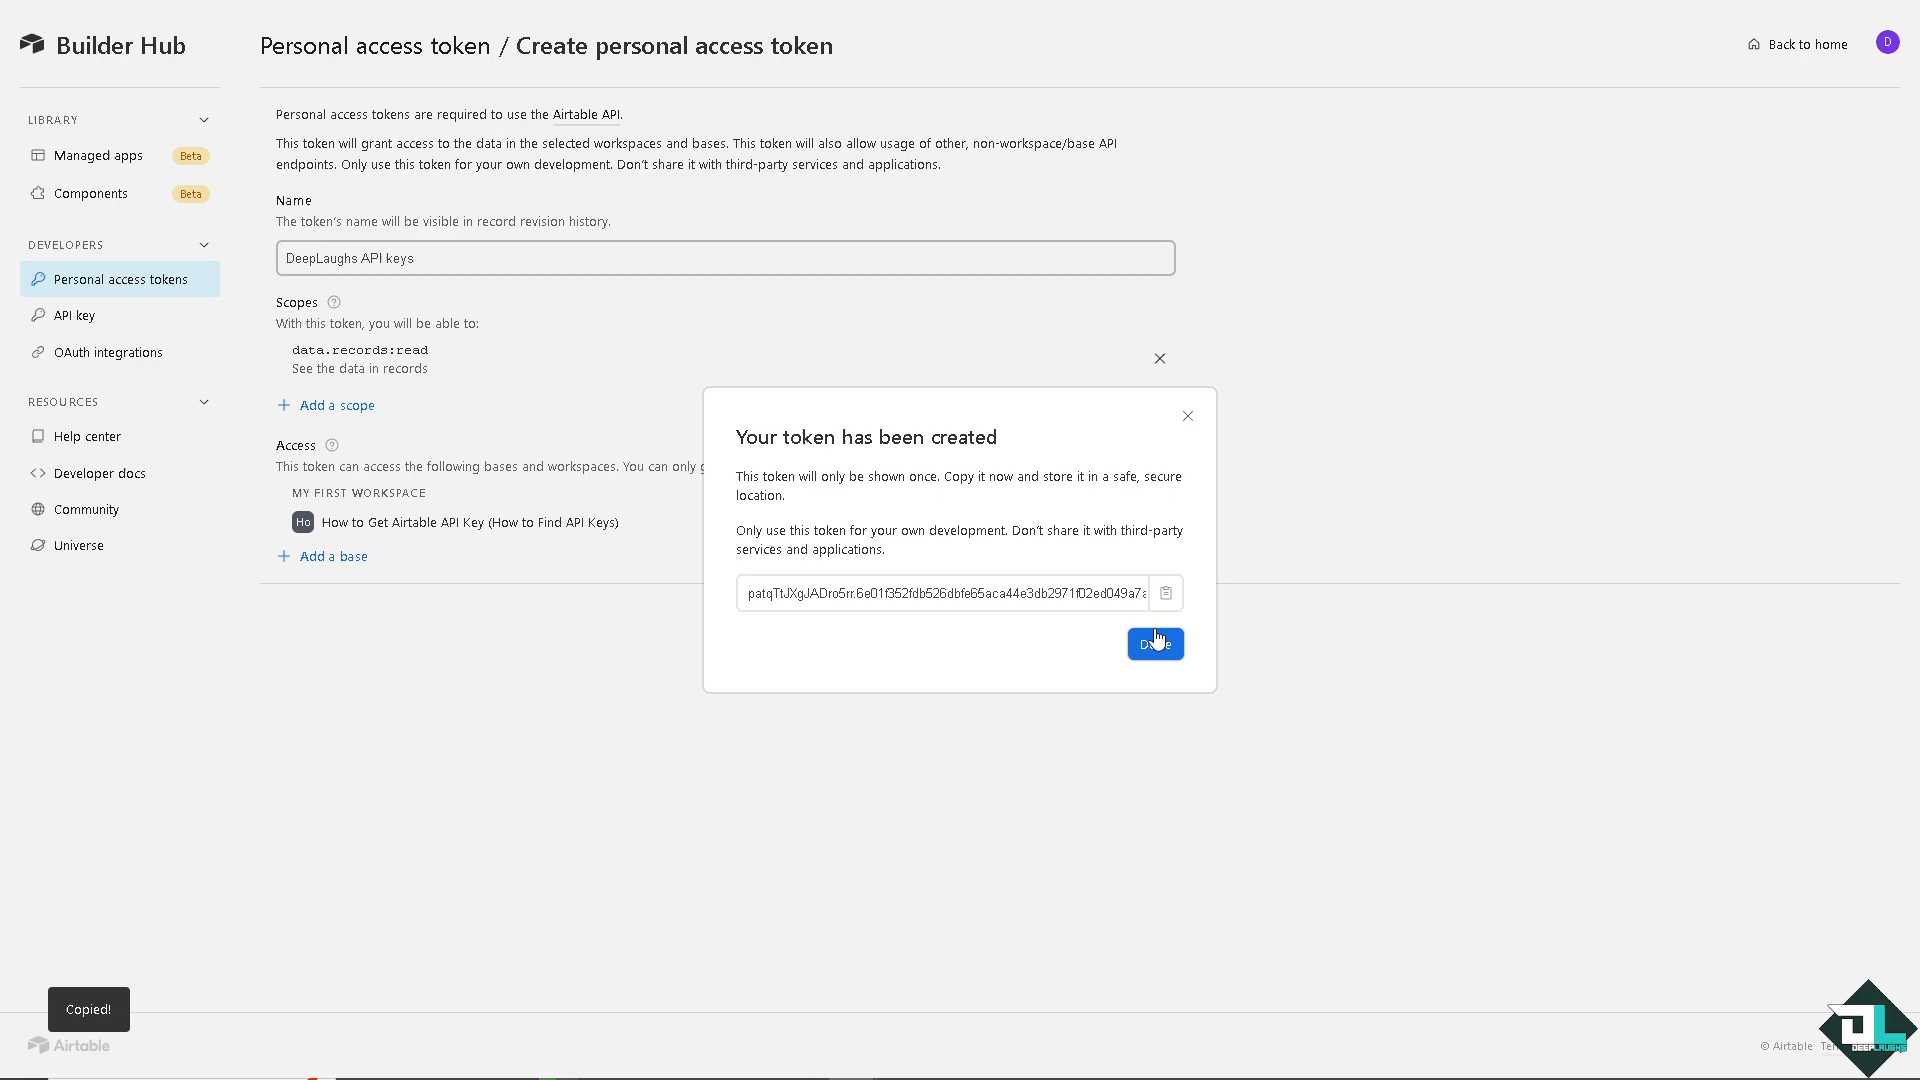 Builder Hub
Personal access token / Create personal access token
Back to home
D
LIBRARY
Managed apps Beta
Components Beta
DEVELOPERS
Personal access tokens
API key
OAuth integrations
RESOURCES
Help center
Developer docs
Community
Universe
Personal access tokens are required to use the Airtable API.
This token will grant access to the data in the selected workspaces and bases. This token will also allow usage of other, non-workspace/base API
endpoints. Only use this token for your own development. Don't share it with third-party services and applications.
Name
The token's name will be visible in record revision history.
DeepLaughs API keys
Scopes
With this token, you will be able to:
data.records:read
See the data in records
+ Add a scope
Access
This token can access the following bases and workspaces. You can only
MY FIRST WORKSPACE
Ho How to Get Airtable API Key (How to Find API Keys)
+ Add a base
Your token has been created
This token will only be shown once. Copy it now and store it in a safe, secure
location.
Only use this token for your own development. Don't share it with third-party
services and applications.
patqTtJXgJADro5rr.6e01f352fdb526dbfe65aca44e3db2971f02ed049a7
Copied!
Airtable
© Airtable
DEEPLAUGHS